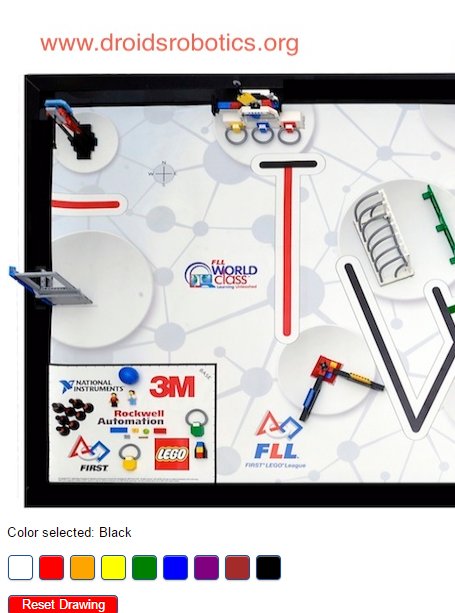 www.droidsrobotics.org
N
W
E
FLL
WORLD
CLASS
Learning Unleashed
BASE
NATIONAL
INSTRUMENTS
3M
Rockwell
Automation
FIRST
LEGO
FLL
FIRST LEGO League
Color selected: Black
Reset Drawing